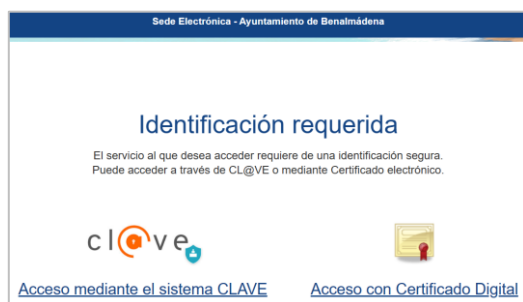 Sede Electrónica - Ayuntamiento de Benalmádena
Identificación requerida
El servicio al que desea acceder requiere de una identificación segura.
Puede acceder a través de CL@VE o mediante Certificado electrónico.
cl@ve
Acceso mediante el sistema CLAVE
Acceso con Certificado Digital